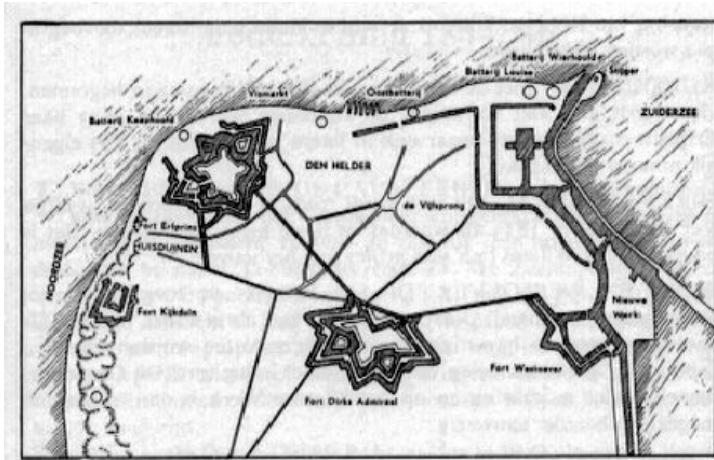 Batterij Wierhoofd
Batterij Louise
Stijper
Oostbatterij
Vismarkt
Batterij Kaaphoofd
ZUIDERZEE
DEN HELDER
de Vijfsprong
Fort Erfprins
HUISDUINEN
NOORDZEE
Fort Kijkduin
Nieuwe
Werk
Fort Westoever
Fort Dirks Admiraal